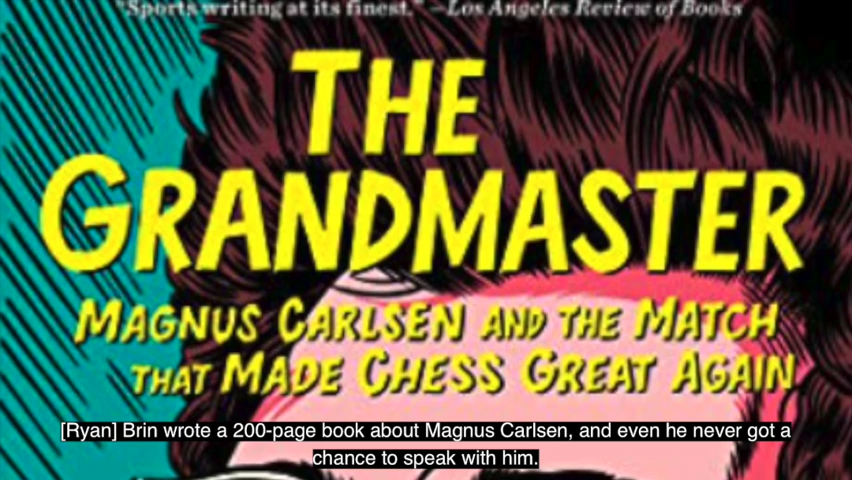 "Sports writing at its finest." —Los Angeles Review of Books
THE
GRANDMASTER
MAGNUS CARLSEN AND THE MATCH
THAT MADE CHESS GREAT AGAIN
[Ryan] Brin wrote a 200-page book about Magnus Carlsen, and even he never got a
chance to speak with him.